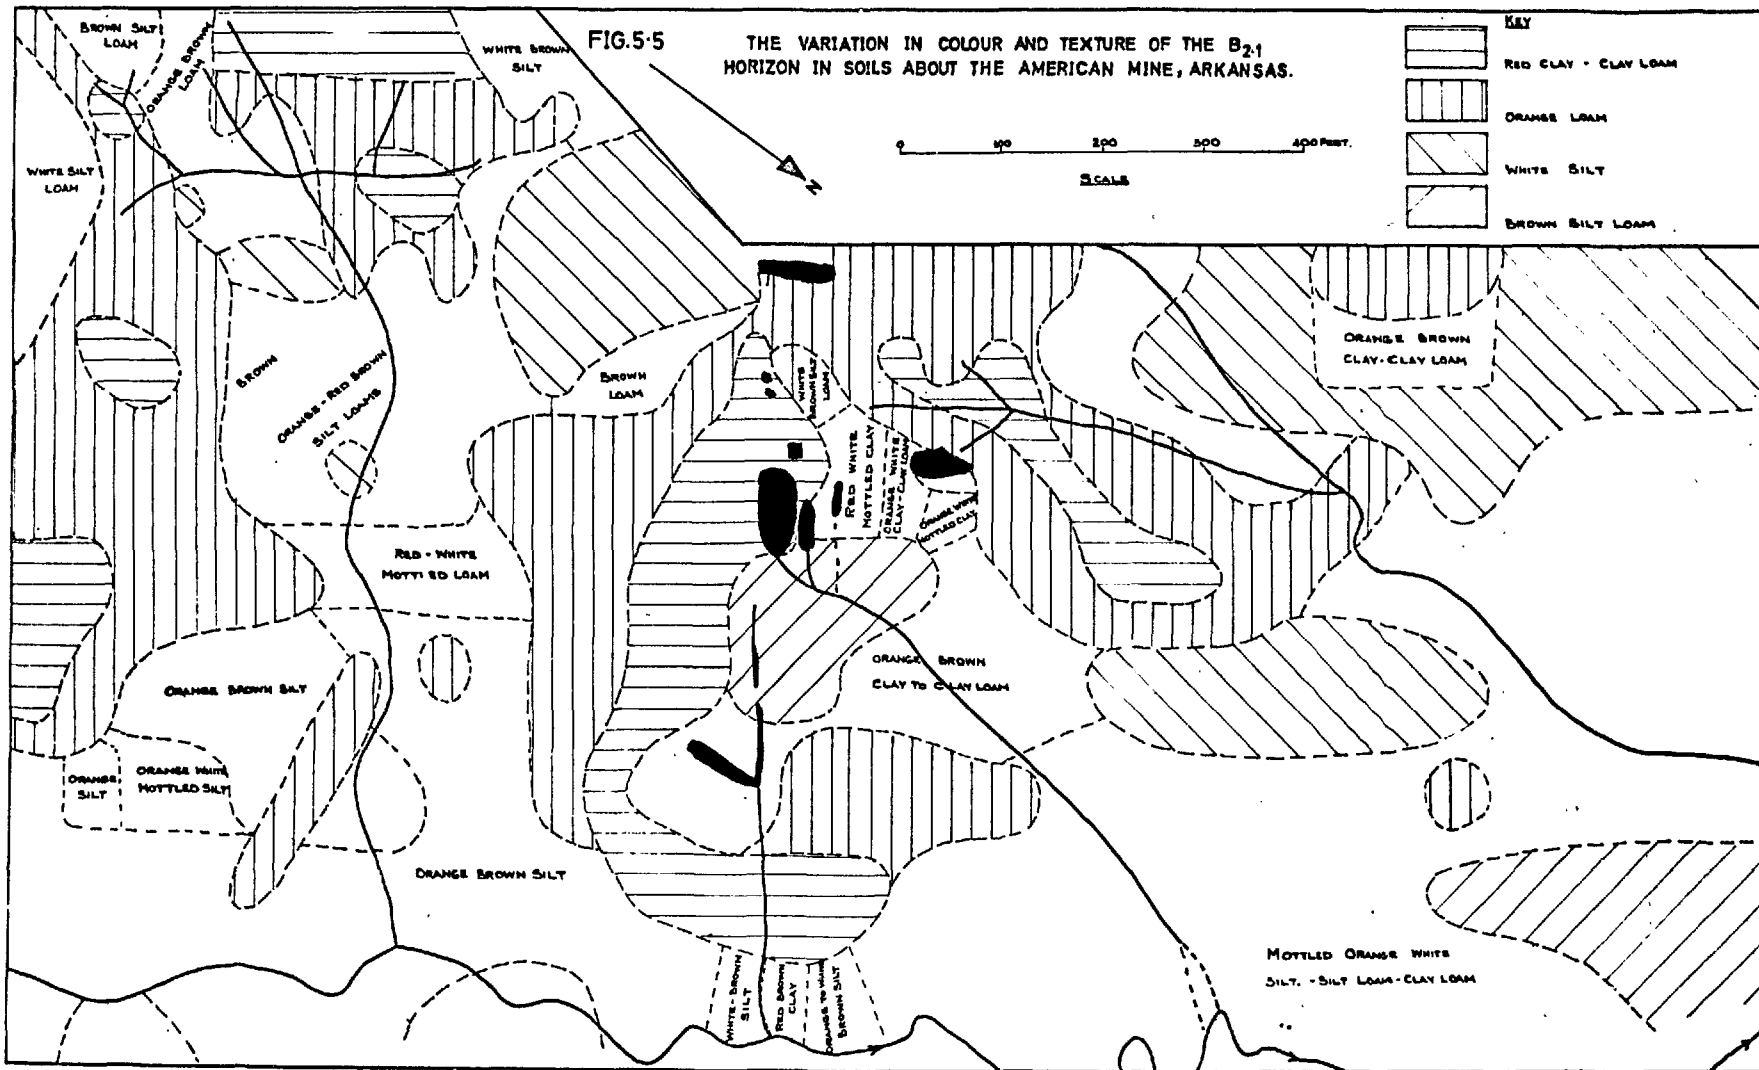 FIG.5·5
THE VARIATION IN COLOUR AND TEXTURE OF THE B2·1
HORIZON IN SOILS ABOUT THE AMERICAN MINE, ARKANSAS.
0 100 200 300 400 FEET.
SCALE
N
KEY
RED CLAY - CLAY LOAM
ORANGE LOAM
WHITE SILT
BROWN SILT LOAM
BROWN SILT
LOAM
ORANGE BROWN
LOAM
WHITE BROWN
SILT
WHITE SILT
LOAM
BROWN
ORANGE - RED BROWN
SILT LOAMS
BROWN
LOAM
WHITE
BROWN
LOAM
RED WHITE
MOTTLED CLAY
ORANGE WHITE
CLAY - CLAY LOAM
ORANGE WHITE
MOTTLED CLAY
ORANGE BROWN
CLAY-CLAY LOAM
RED - WHITE
MOTTLED LOAM
ORANGE BROWN SILT
ORANGE BROWN
CLAY TO CLAY LOAM
ORANGE
SILT
ORANGE WHITE
MOTTLED SILT
ORANGE BROWN SILT
MOTTLED ORANGE WHITE
SILT. - SILT LOAM - CLAY LOAM
WHITE - BROWN
SILT
RED BROWN
CLAY
ORANGE TO WHITE
BROWN SILT